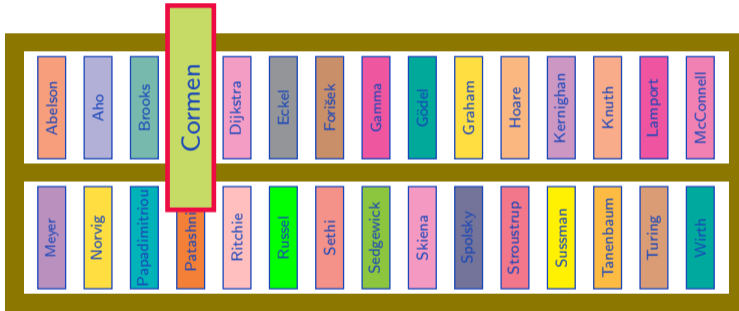 Abelson
Aho
Brooks
Cormen
Dijkstra
Eckel
Forišek
Gamma
Gödel
Graham
Hoare
Kernighan
Knuth
Lamport
McConnell
Meyer
Norvig
Papadimitriou
Patashni
Ritchie
Russel
Sethi
Sedgewick
Skiena
Spolsky
Stroustrup
Sussman
Tanenbaum
Turing
Wirth